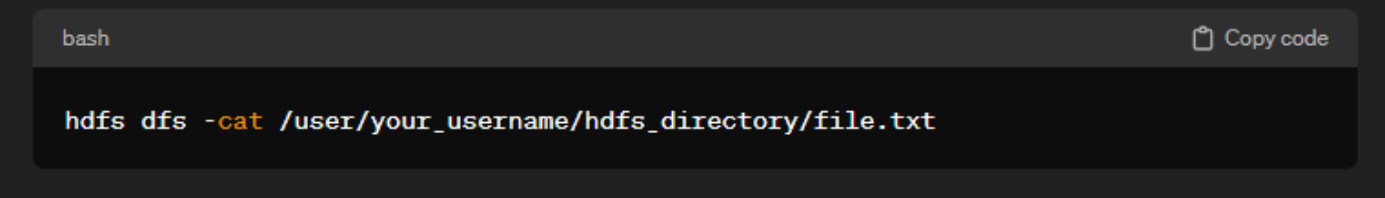 bash
Copy code
hdfs dfs -cat /user/your_username/hdfs_directory/file.txt